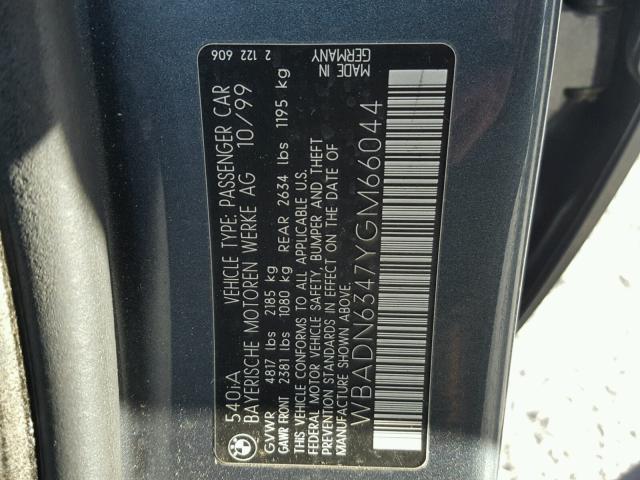 540iA VEHICLE TYPE: PASSENGER CAR
BAYERISCHE MOTOREN WERKE AG 10/99
GVWR 4817 lbs 2185 kg
GAWR FRONT 2381 lbs 1080 kg REAR 2634 lbs 1195 kg
THIS VEHICLE CONFORMS TO ALL APPLICABLE U.S.
FEDERAL MOTOR VEHICLE SAFETY, BUMPER AND THEFT
PREVENTION STANDARDS IN EFFECT ON THE DATE OF
MANUFACTURE SHOWN ABOVE.
WBADN6347YGM66044
2 122 606
MADE IN
GERMANY